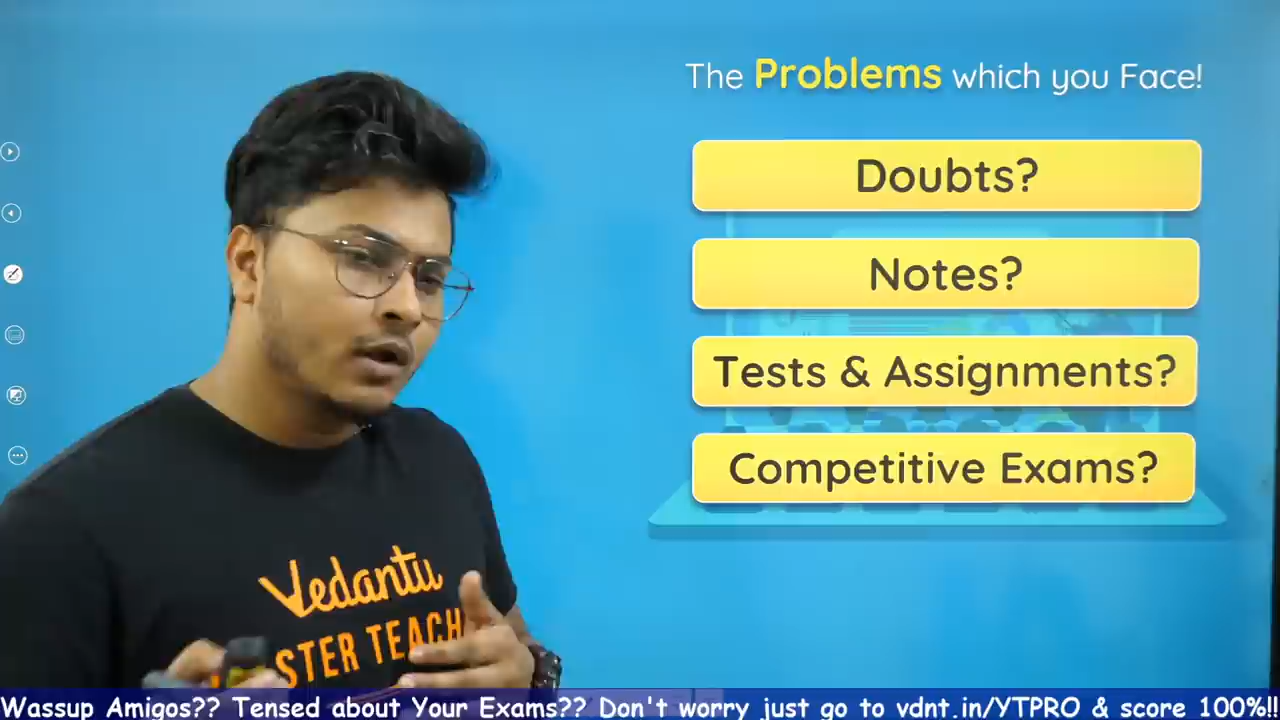 The Problems which you Face!
Doubts?
Notes?
Tests & Assignments?
Competitive Exams?
Vedantu
STER TEACH
Wassup Amigos?? Tensed about Your Exams?? Don't worry just go to vdnt.in/YTPRO & score 100%!!